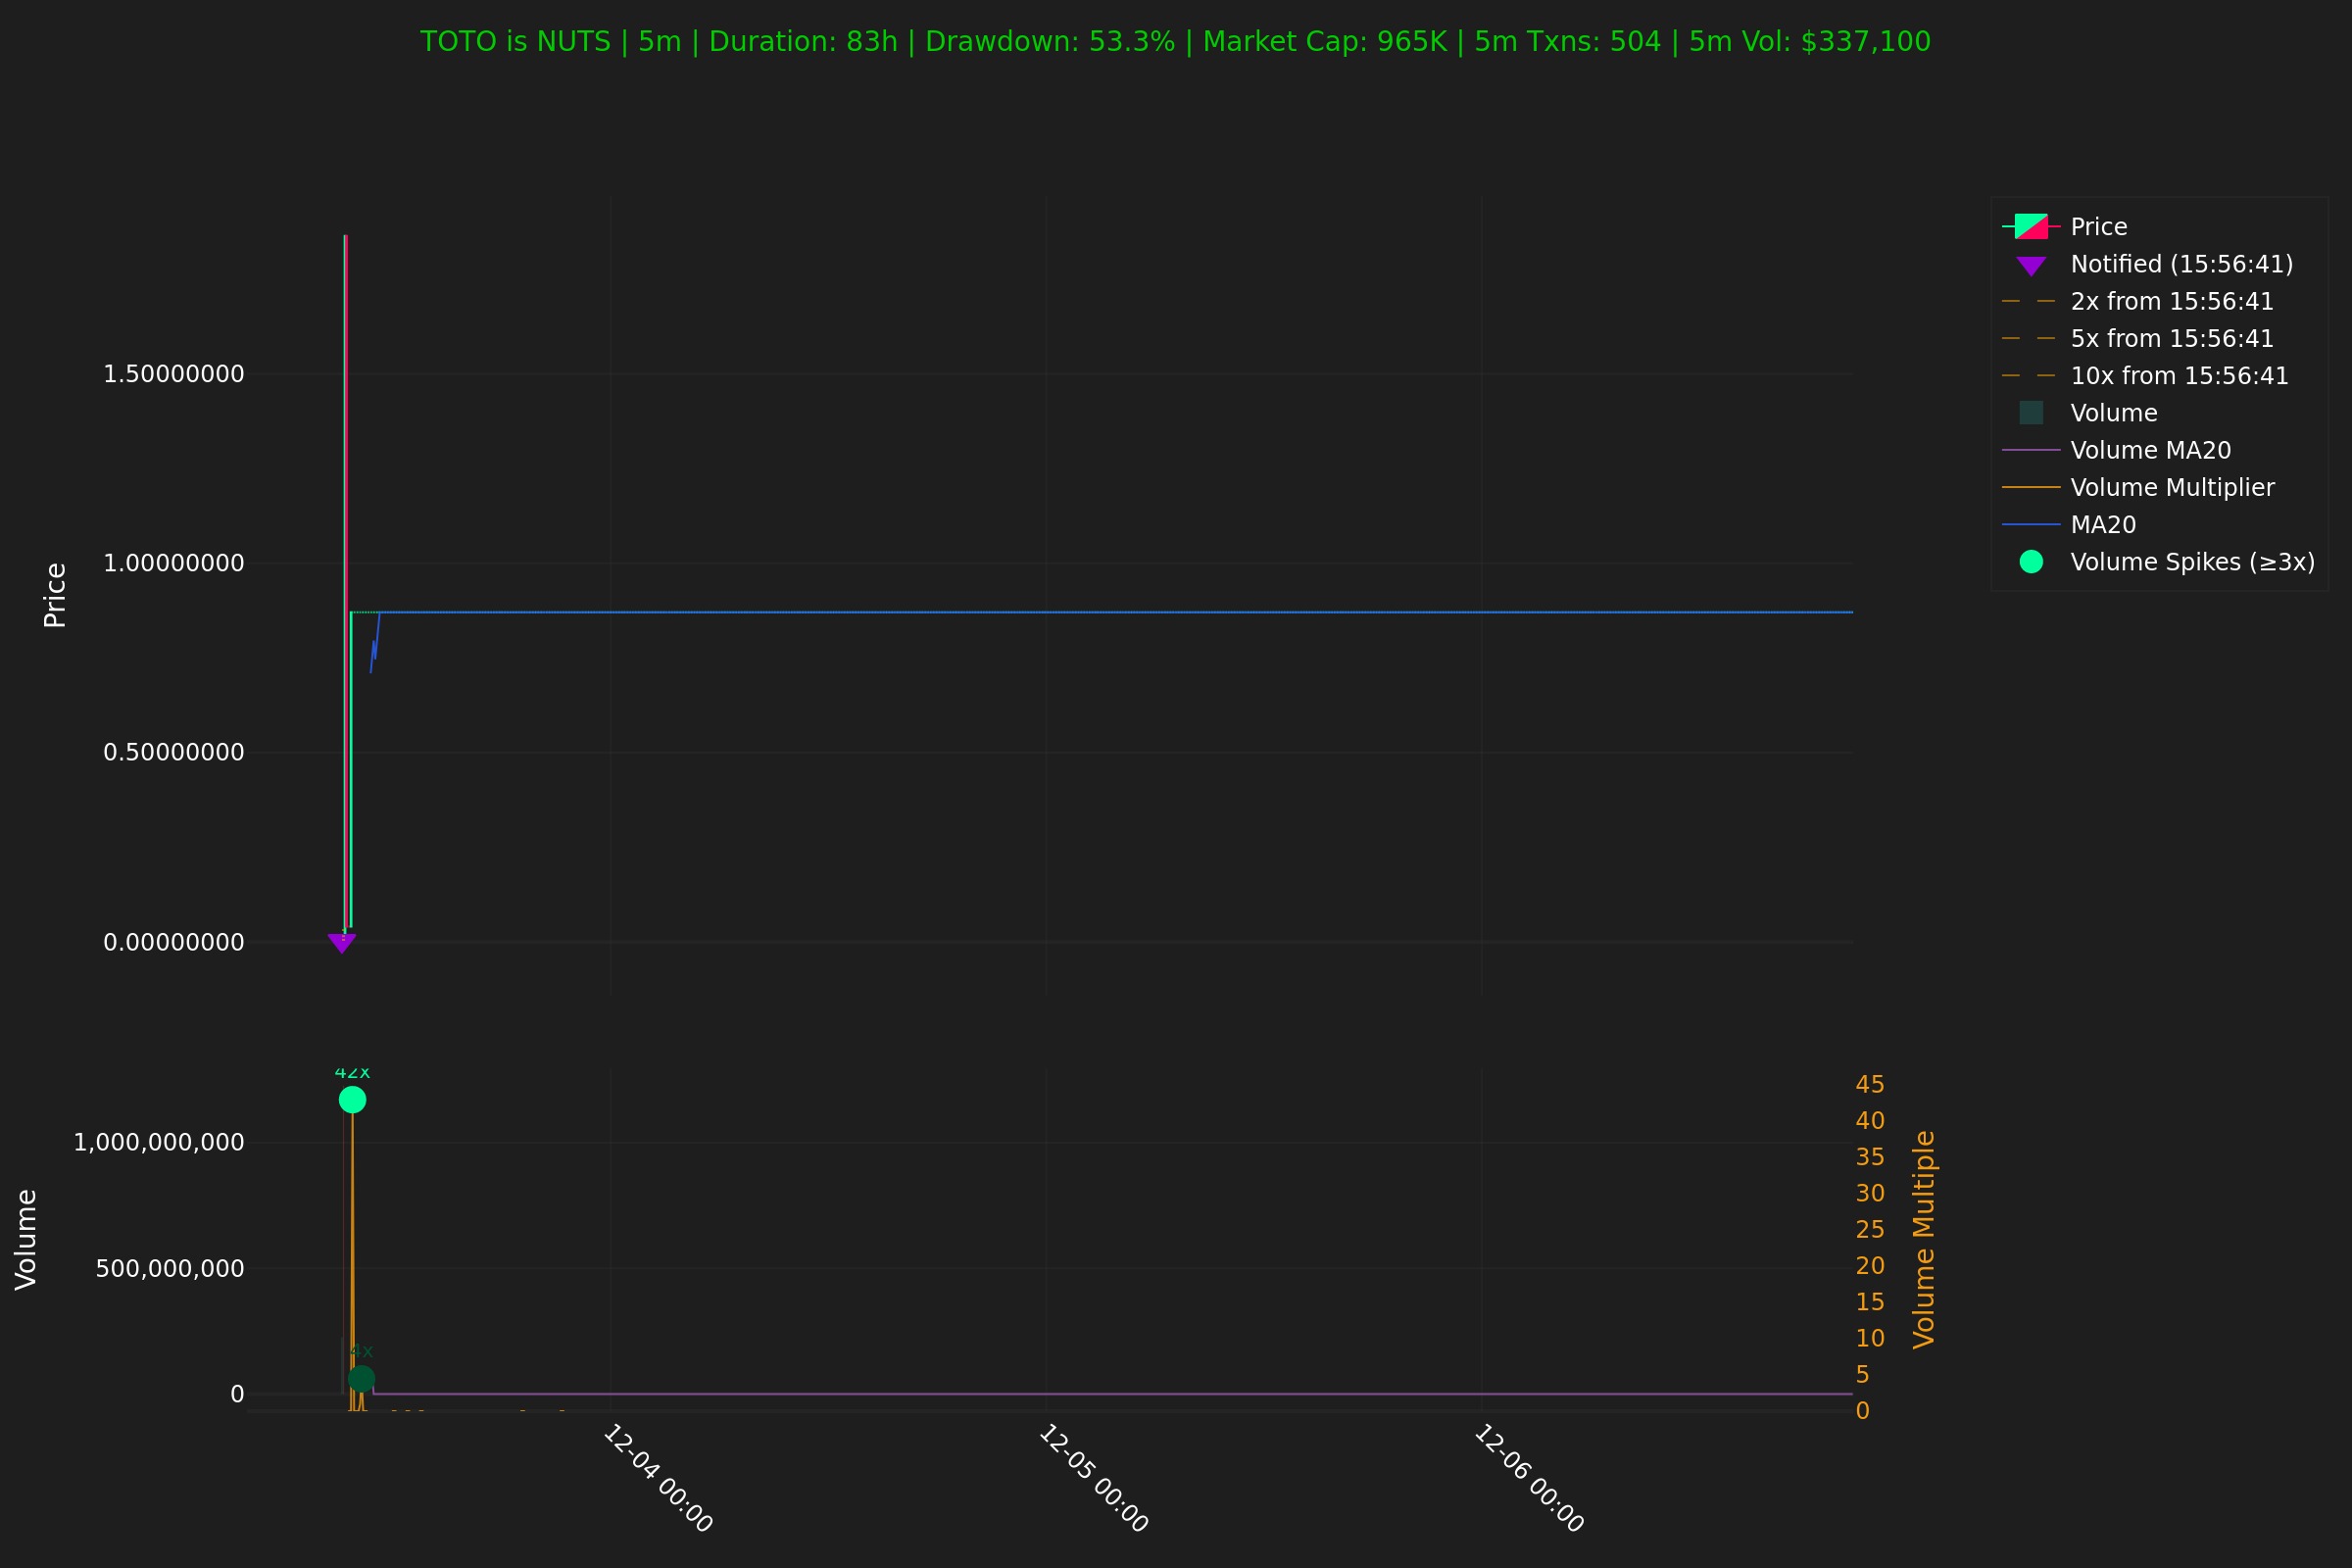 TOTO is NUTS | 5m | Duration: 83h | Drawdown: 53.3% | Market Cap: 965K | 5m Txns: 504 | 5m Vol: $337,100
Price
1.50000000
1.00000000
0.50000000
0.00000000
Price
Notified (15:56:41)
2x from 15:56:41
5x from 15:56:41
10x from 15:56:41
Volume
Volume MA20
Volume Multiplier
MA20
Volume Spikes (≥3x)
Volume
1,000,000,000
500,000,000
0
42x
4x
45
40
35
30
25
20
15
10
5
0
Volume Multiple
12-04 00:00
12-05 00:00
12-06 00:00